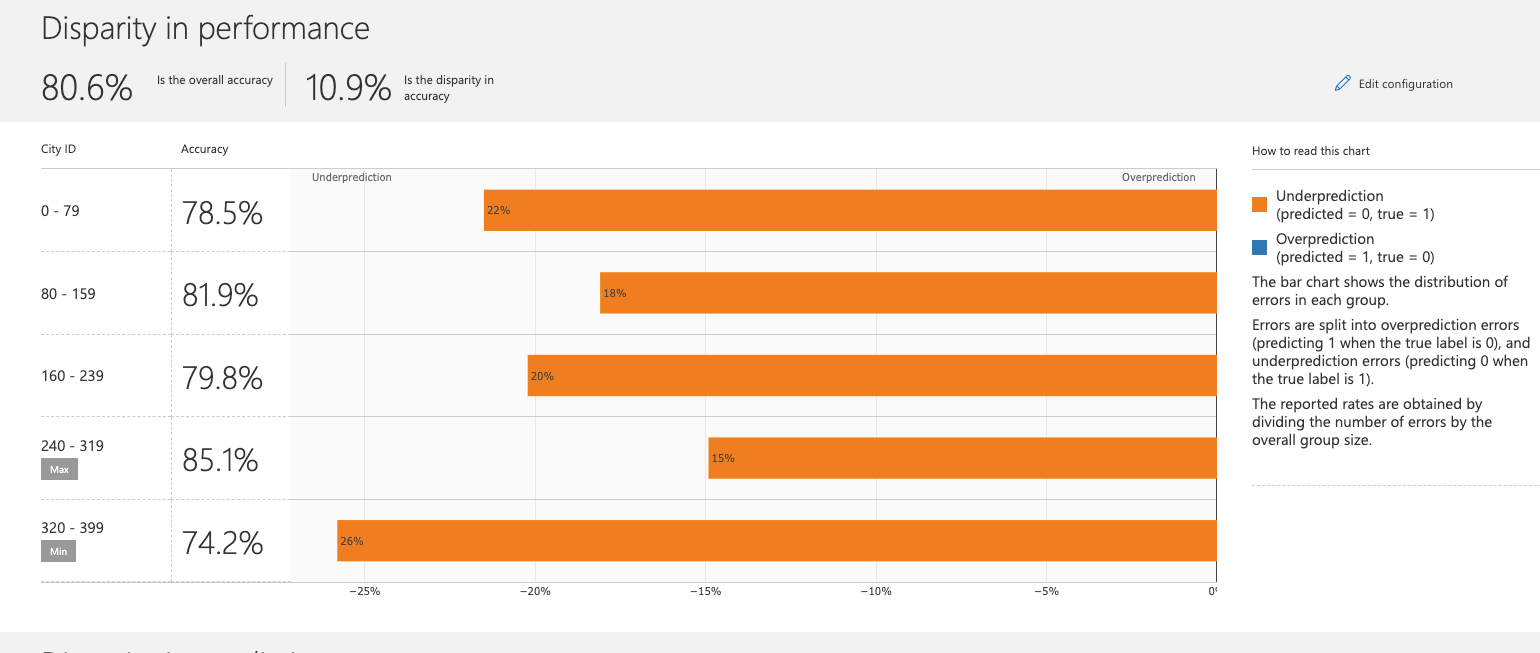 Disparity in performance
80.6%
Is the overall accuracy
10.9%
Is the disparity in
accuracy
Edit configuration
City ID
Accuracy
Underprediction
Overprediction
0 - 79
78.5%
22%
80 - 159
81.9%
18%
160 - 239
79.8%
20%
240 - 319
Max
85.1%
15%
320 - 399
Min
74.2%
26%
−25%
−20%
−15%
−10%
−5%
How to read this chart
Underprediction
(predicted = 0, true = 1)
Overprediction
(predicted = 1, true = 0)
The bar chart shows the distribution of
errors in each group.
Errors are split into overprediction errors
(predicting 1 when the true label is 0), and
underprediction errors (predicting 0 when
the true label is 1).
The reported rates are obtained by
dividing the number of errors by the
overall group size.